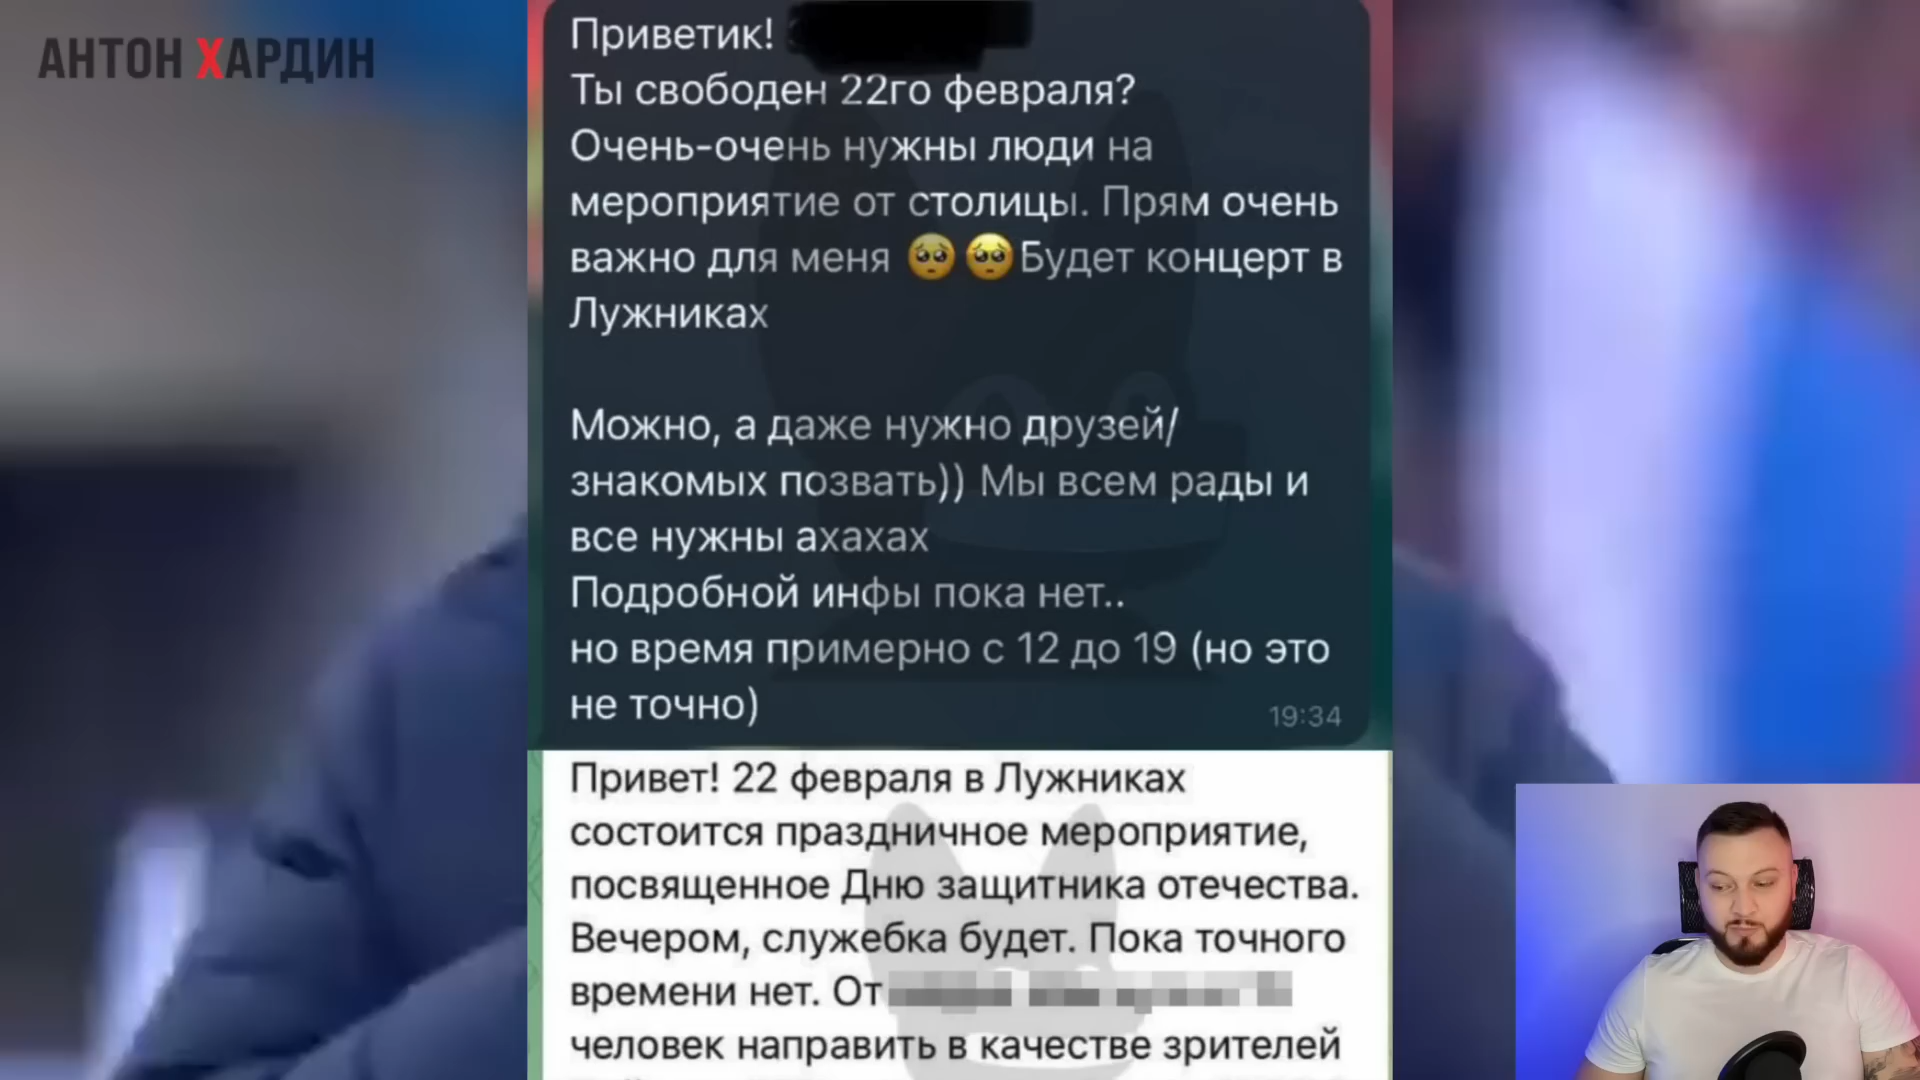 АНТОН ХАРДИН
Приветик!
Ты свободен 22го февраля?
Очень-очень нужны люди на
мероприятие от столицы. Прям очень
важно для меня 🥺🥺Будет концерт в
Лужниках
Можно, а даже нужно друзей/
знакомых позвать)) Мы всем рады и
все нужны ахахах
Подробной инфы пока нет..
но время примерно с 12 до 19 (но это
не точно)
19:34
Привет! 22 февраля в Лужниках
состоится праздничное мероприятие,
посвященное Дню защитника отечества.
Вечером, служебка будет. Пока точного
времени нет. От
человек направить в качестве зрителей